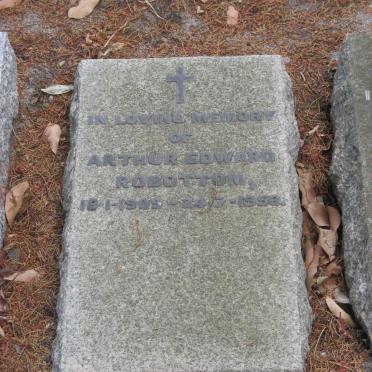 IN LOVING MEMORY
OF
ARTHUR EDWARD
ROBOTTOM,